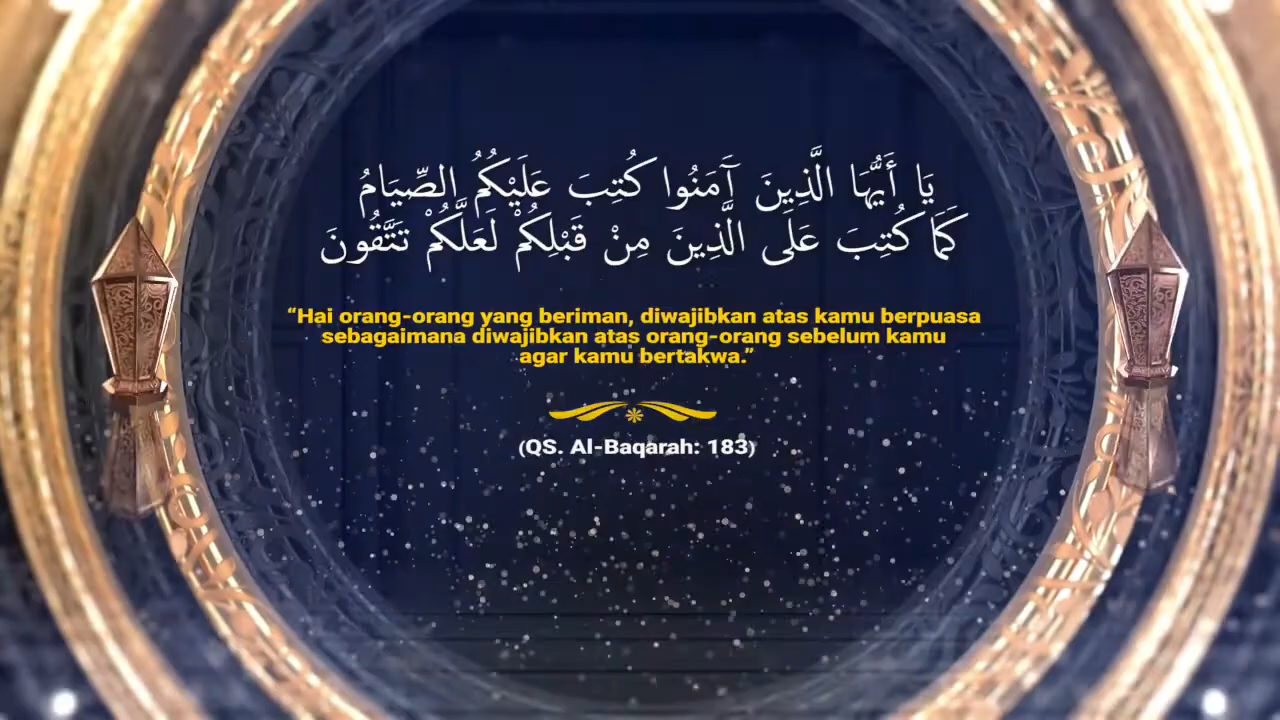 يَا أَيُّهَا الَّذِينَ آمَنُوا كُتِبَ عَلَيْكُمُ الصِّيَامُ
كَمَا كُتِبَ عَلَى الَّذِينَ مِنْ قَبْلِكُمْ لَعَلَّكُمْ تَتَّقُونَ
“Hai orang-orang yang beriman, diwajibkan atas kamu berpuasa
sebagaimana diwajibkan atas orang-orang sebelum kamu
agar kamu bertakwa.”
(QS. Al-Baqarah: 183)